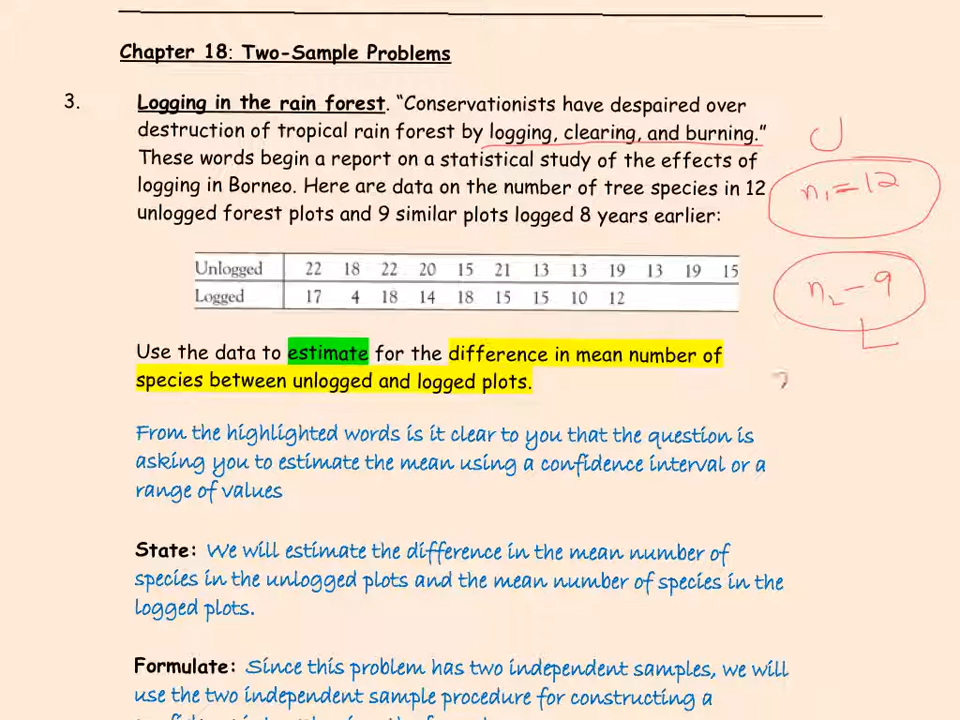 Chapter 18: Two-Sample Problems
3. Logging in the rain forest. “Conservationists have despaired over
destruction of tropical rain forest by logging, clearing, and burning.”
These words begin a report on a statistical study of the effects of
logging in Borneo. Here are data on the number of tree species in 12
unlogged forest plots and 9 similar plots logged 8 years earlier:
U
n₁ = 12
n₂ – 9
L
Unlogged 22 18 22 20 15 21 13 13 19 13 19 15
Logged 17 4 18 14 18 15 15 10 12
Use the data to estimate for the difference in mean number of
species between unlogged and logged plots.
From the highlighted words is it clear to you that the question is
asking you to estimate the mean using a confidence interval or a
range of values
State: We will estimate the difference in the mean number of
species in the unlogged plots and the mean number of species in the
logged plots.
Formulate: Since this problem has two independent samples, we will
use the two independent sample procedure for constructing a